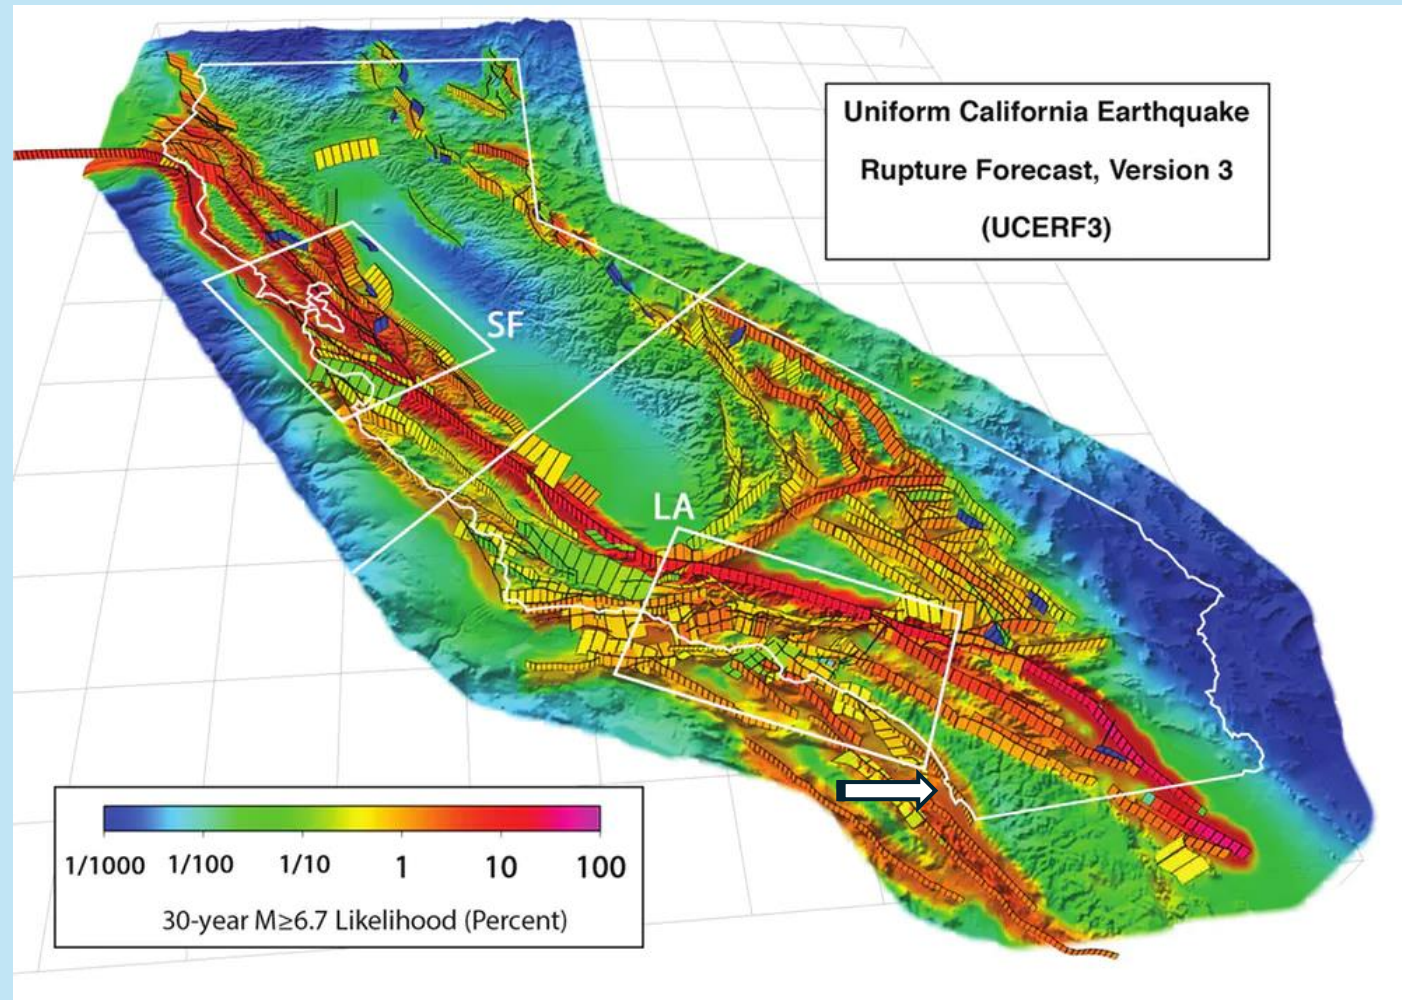 Uniform California Earthquake
Rupture Forecast, Version 3
(UCERF3)
SF
LA
1/1000 1/100 1/10 1 10 100
30-year M≥6.7 Likelihood (Percent)